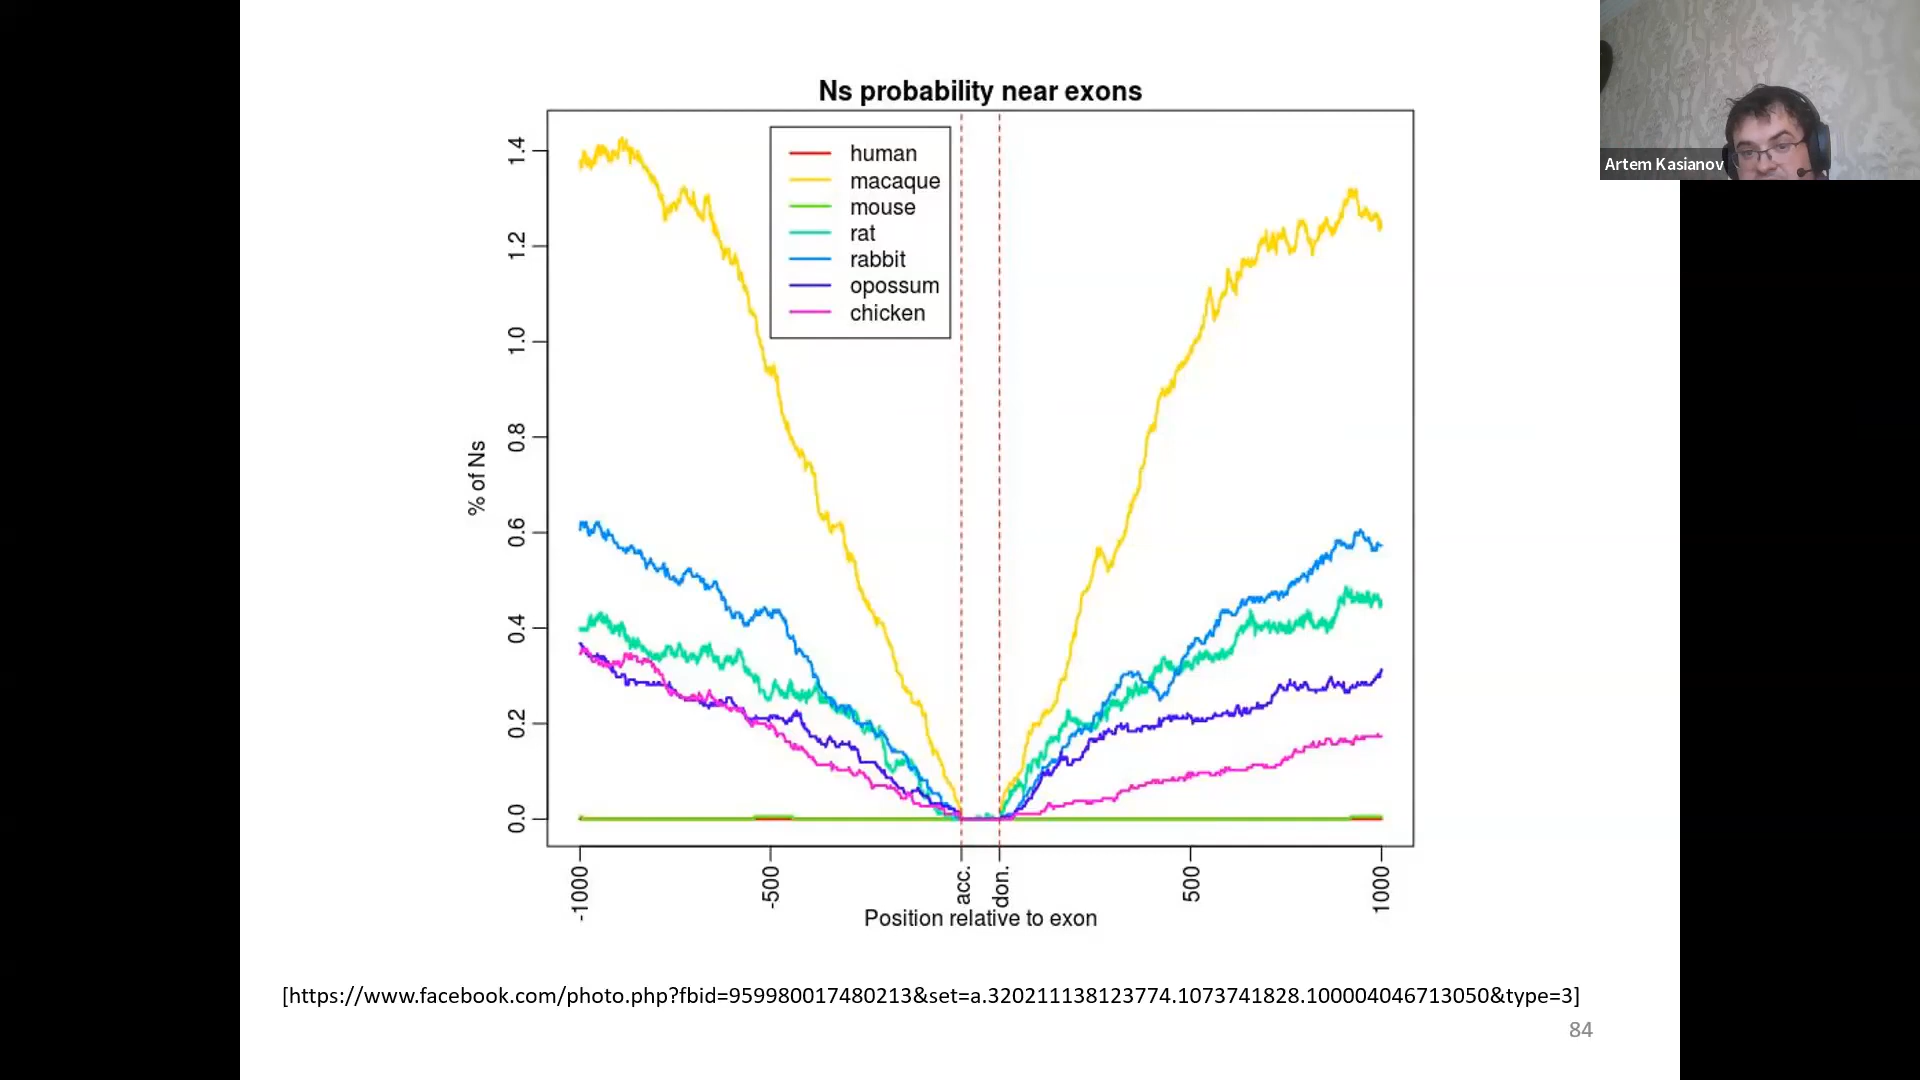 Ns probability near exons
human
macaque
mouse
rat
rabbit
opossum
chicken
% of Ns
0.0
0.2
0.4
0.6
0.8
1.0
1.2
1.4
-1000
-500
acc.
don.
500
1000
Position relative to exon
[https://www.facebook.com/photo.php?fbid=959980017480213&set=a.320211138123774.1073741828.100004046713050&type=3]
84
Artem Kasianov